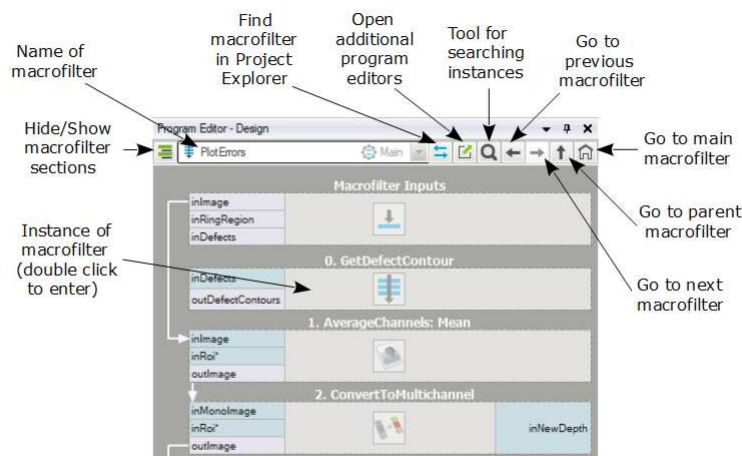 Name of
macrofilter
Find
macrofilter
in Project
Explorer
Open
additional
program
editors
Tool for
searching
instances
Go to
previous
macrofilter
Hide/Show
macrofilter
sections
Go to main
macrofilter
Go to parent
macrofilter
Go to next
macrofilter
Instance of
macrofilter
(double click
to enter)
Program Editor - Design
PlotErrors
Main
Macrofilter Inputs
inImage
inRingRegion
inDefects
0. GetDefectContour
inDefects
outDefectContours
1. AverageChannels: Mean
inImage
inRoi*
outImage
2. ConvertToMultichannel
inMonoImage
inRoi*
outImage
inNewDepth